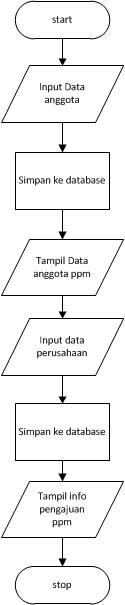 start
Input Data
anggota
Simpan ke database
Tampil Data
anggota ppm
Input data
perusahaan
Simpan ke database
Tampil info
pengajuan
ppm
stop